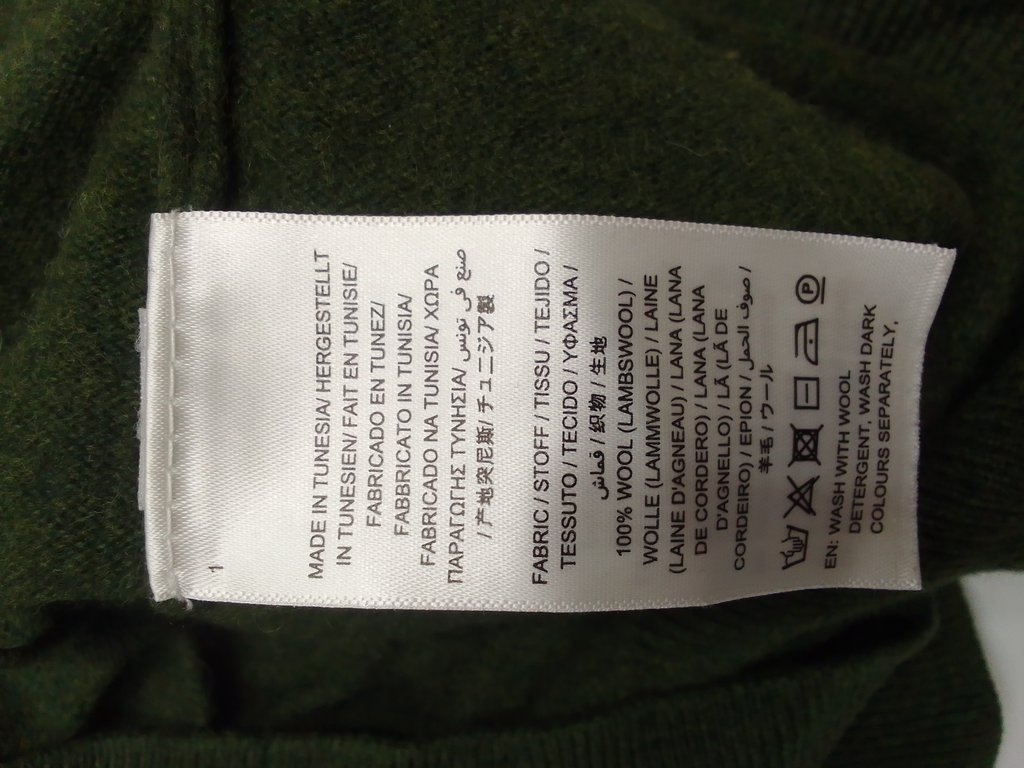 1
MADE IN TUNESIA/ HERGESTELLT
IN TUNESIEN/ FAIT EN TUNISIE/
FABRICADO EN TUNEZ/
FABBRICATO IN TUNISIA/
FABRICADO NA TUNISIA/ ΧΩΡΑ
ΠΑΡΑΓΩΓΗΣ ΤΥΝΗΣΙΑ/ صنع في تونس
/ 产地突尼斯/ チュニジア製
FABRIC / STOFF / TISSU / TEJIDO /
TESSUTO / TECIDO / ΥΦΑΣΜΑ /
قماش / 织物 / 生地
100% WOOL (LAMBSWOOL) /
WOLLE (LAMMWOLLE) / LAINE
(LAINE D'AGNEAU) / LANA (LANA
DE CORDERO) / LANA (LANA
D'AGNELLO) / LÃ (LÃ DE
CORDEIRO) / ΕΡΙΟΝ / صوف الحمل /
羊毛 / ウール
P
EN: WASH WITH WOOL
DETERGENT, WASH DARK
COLOURS SEPARATELY,